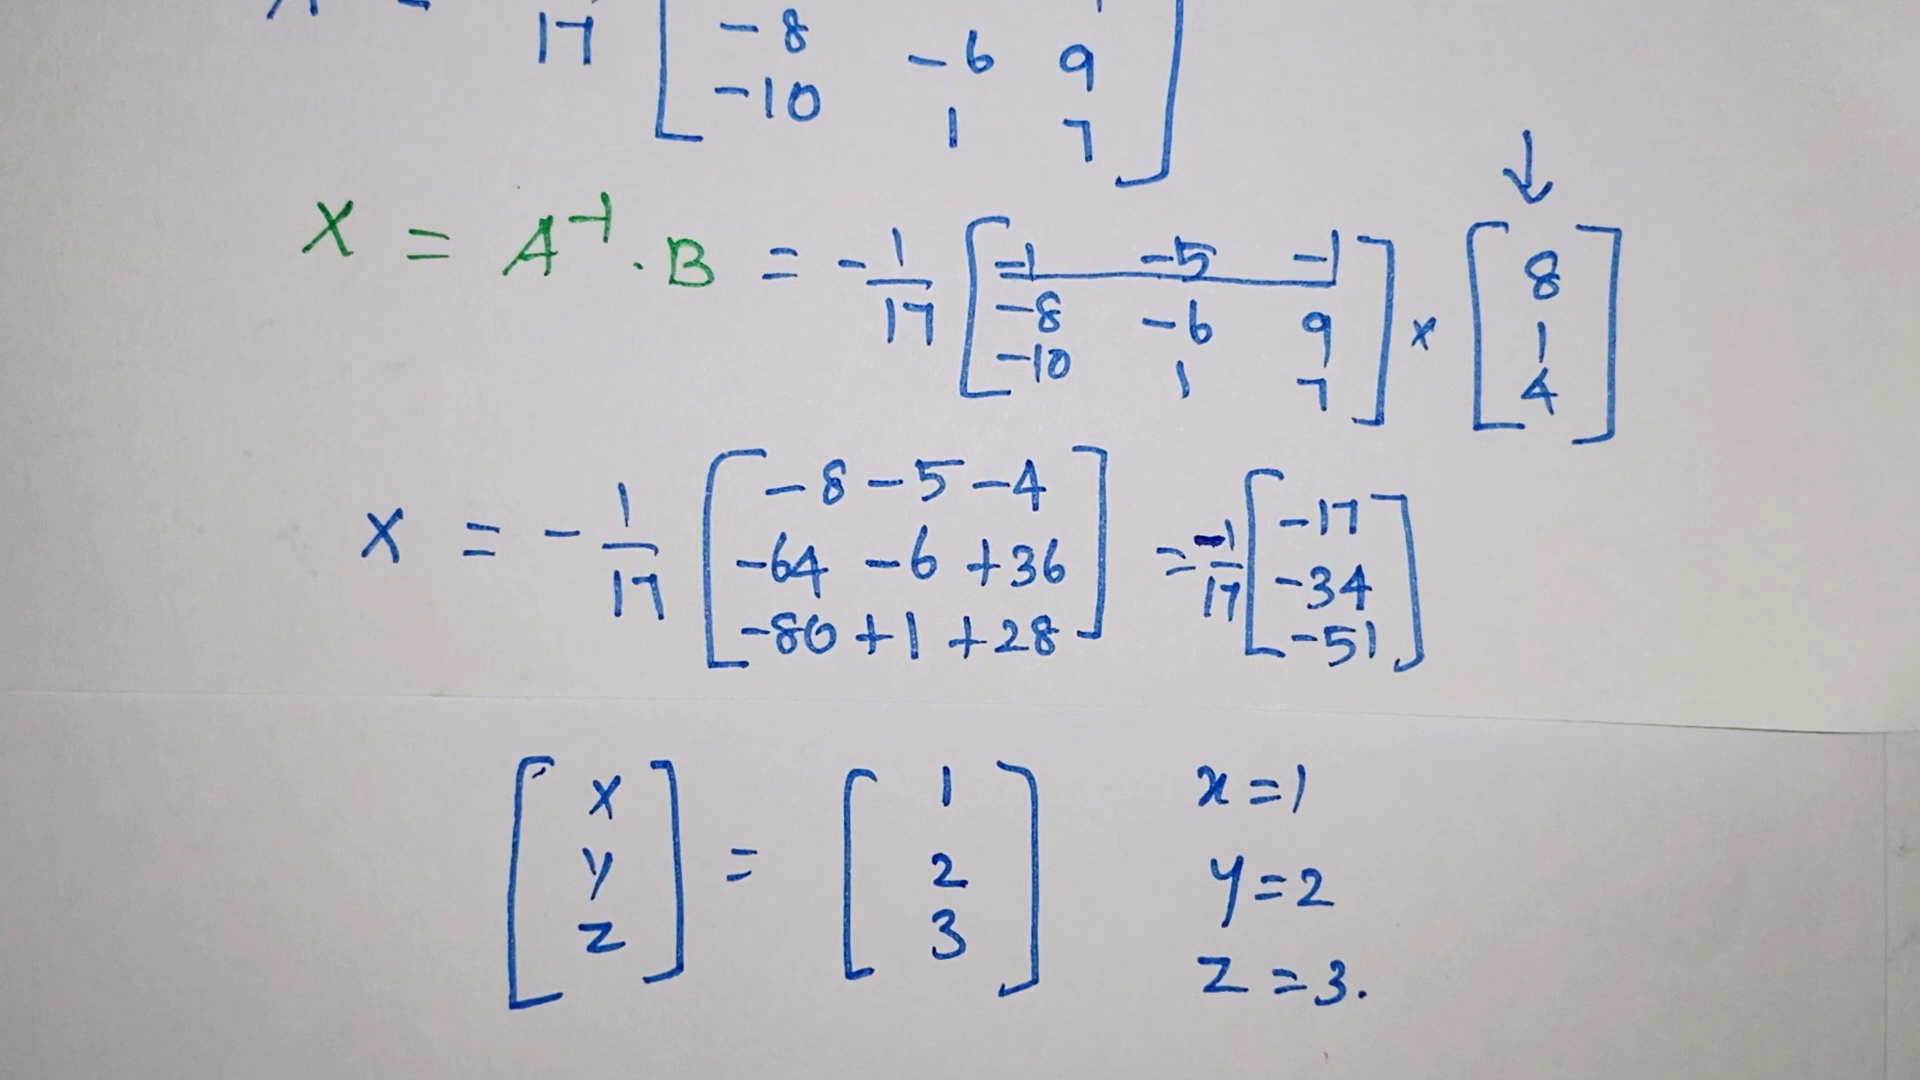 17 [ -8 -6 9
-10 1 7 ]
↓
X = A⁻¹ . B = - 1/17 [ -1 -5 -1
-8 -6 9
-10 1 7 ] × [ 8
1
4 ]
X = - 1/17 [ -8 -5 -4
-64 -6 +36
-80 +1 +28 ] = -1/17 [ -17
-34
-51 ]
[ x
y
z ] = [ 1
2
3 ]
x = 1
y = 2
z = 3.